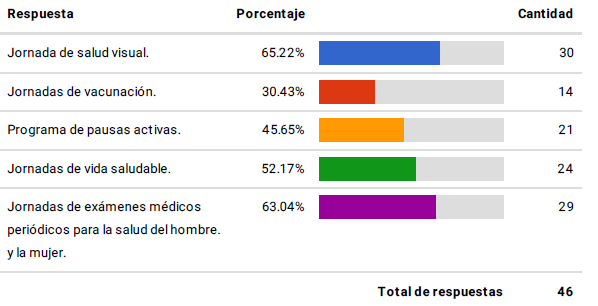 Respuesta Porcentaje Cantidad
Jornada de salud visual. 65.22% 30
Jornadas de vacunación. 30.43% 14
Programa de pausas activas. 45.65% 21
Jornadas de vida saludable. 52.17% 24
Jornadas de exámenes médicos 63.04% 29
periódicos para la salud del hombre.
y la mujer.
Total de respuestas 46